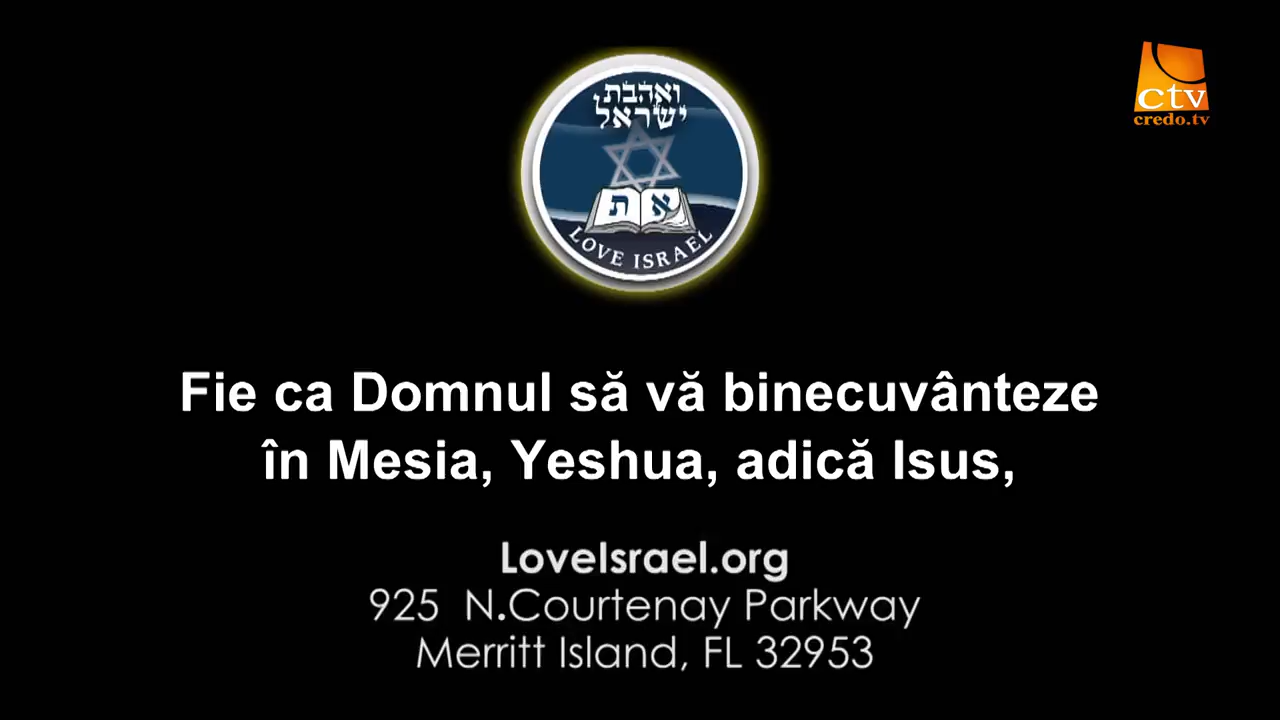 ואהבת
ישראל
ת א
LOVE ISRAEL
ctv
credo.tv
Fie ca Domnul să vă binecuvânteze
în Mesia, Yeshua, adică Isus,
LoveIsrael.org
925 N.Courtenay Parkway
Merritt Island, FL 32953